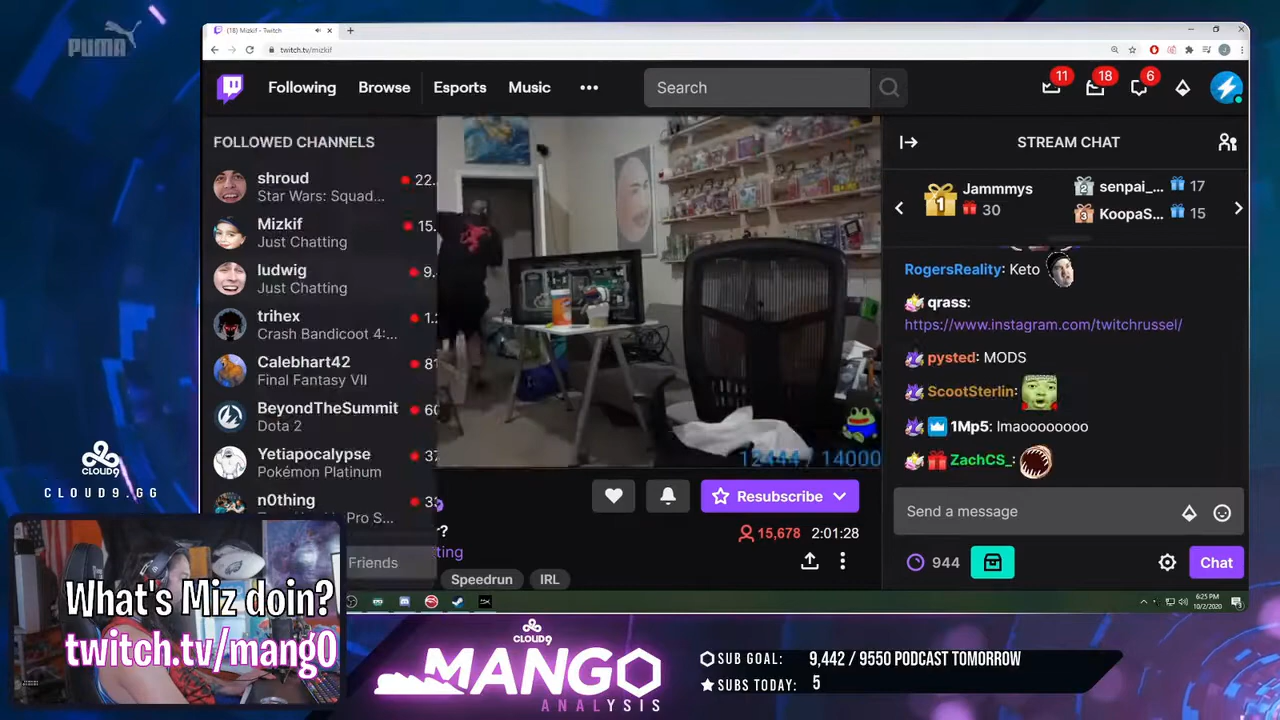 PUMA
(18) Mizkif - Twitch
twitch.tv/mizkif
Following
Browse
Esports
Music
Search
11
18
6
FOLLOWED CHANNELS
shroud
22.
Star Wars: Squad...
Mizkif
15.
Just Chatting
ludwig
9.
Just Chatting
trihex
1.
Crash Bandicoot 4:...
Calebhart42
81
Final Fantasy VII
BeyondTheSummit
60
Dota 2
Yetiapocalypse
37
Pokémon Platinum
n0thing
Pro S...
Friends
12444 / 14000
Resubscribe
r?
15,678
2:01:28
ting
Speedrun
IRL
STREAM CHAT
1
Jammmys
30
2
senpai_...
17
3
KoopaS...
15
RogersReality: Keto
qrass:
https://www.instagram.com/twitchrussel/
pysted: MODS
ScootSterlin:
1Mp5: lmaoooooooo
ZachCS_:
Send a message
944
Chat
6:25 PM
10/2/2020
CLOUD9
CLOUD9.GG
What's Miz doin?
twitch.tv/mang0
CLOUD9
MANGO
ANALYSIS
SUB GOAL: 9,442 / 9550 PODCAST TOMORROW
SUBS TODAY: 5